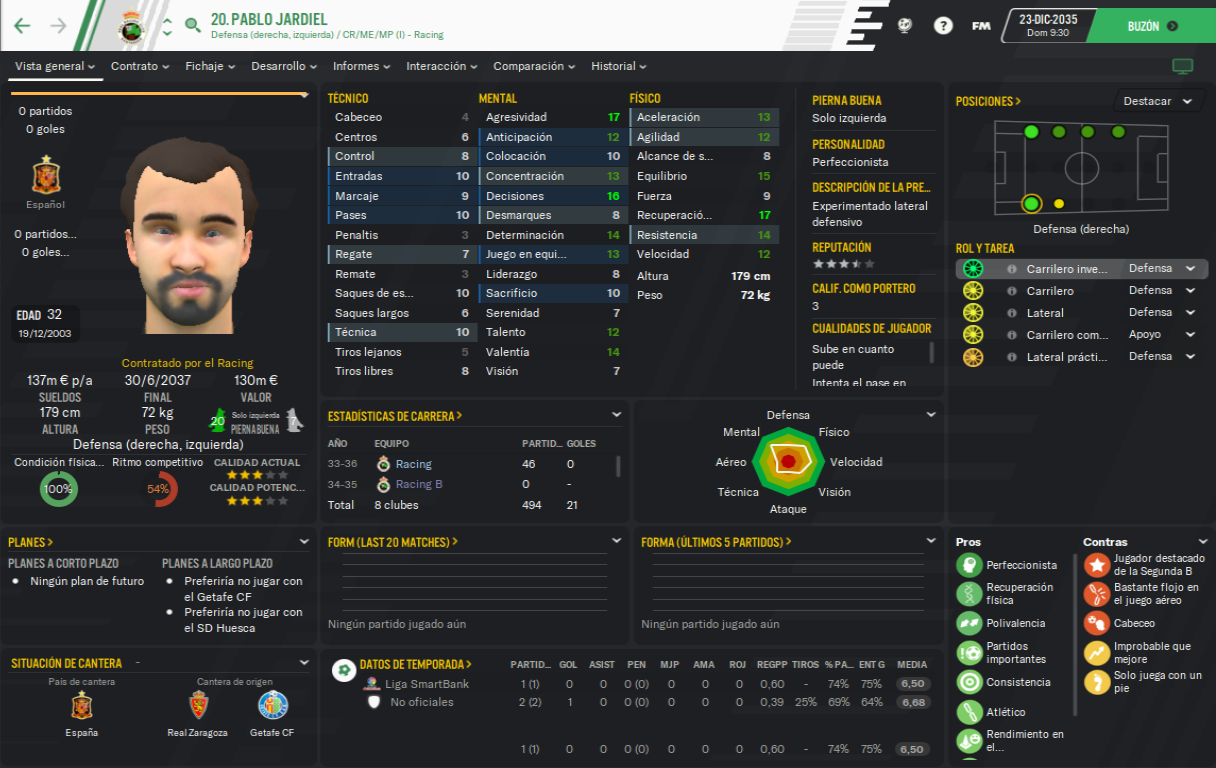 20. PABLO JARDIEL
Defensa (derecha, izquierda) / CR/ME/MP (I) - Racing
FM
23-DIC-2035
Dom 9:30
BUZÓN
Vista general
Contrato
Fichaje
Desarrollo
Informes
Interacción
Comparación
Historial
0 partidos
0 goles
Español
0 partidos...
0 goles...
EDAD 32
19/12/2003
Contratado por el Racing
137m € p/a
SUELDOS
30/6/2037
FINAL
130m €
VALOR
179 cm
ALTURA
72 kg
PESO
20
Solo izquierda
PIERNA BUENA
7
Defensa (derecha, izquierda)
Condición física...
100%
Ritmo competitivo
54%
CALIDAD ACTUAL
CALIDAD POTENC...
TÉCNICO
Cabeceo 4
Centros 6
Control 8
Entradas 10
Marcaje 9
Pases 10
Penaltis 3
Regate 7
Remate 3
Saques de es... 10
Saques largos 6
Técnica 10
Tiros lejanos 5
Tiros libres 8
MENTAL
Agresividad 17
Anticipación 12
Colocación 10
Concentración 13
Decisiones 16
Desmarques 8
Determinación 14
Juego en equi... 13
Liderazgo 8
Sacrificio 10
Serenidad 7
Talento 12
Valentía 14
Visión 7
FÍSICO
Aceleración 13
Agilidad 12
Alcance de s... 8
Equilibrio 15
Fuerza 9
Recuperació... 17
Resistencia 14
Velocidad 12
Altura 179 cm
Peso 72 kg
PIERNA BUENA
Solo izquierda
PERSONALIDAD
Perfeccionista
DESCRIPCIÓN DE LA PRE...
Experimentado lateral
defensivo
REPUTACIÓN
CALIF. COMO PORTERO
3
CUALIDADES DE JUGADOR
Sube en cuanto
puede
Intenta el pase en
POSICIONES
Destacar
Defensa (derecha)
ROL Y TAREA
Carrilero inve... Defensa
Carrilero Defensa
Lateral Defensa
Carrilero com... Apoyo
Lateral prácti... Defensa
ESTADÍSTICAS DE CARRERA
AÑO EQUIPO PARTID... GOLES
33-36 Racing 46 0
34-35 Racing B 0 -
Total 8 clubes 494 21
Defensa
Mental
Físico
Aéreo
Velocidad
Técnica
Visión
Ataque
PLANES
PLANES A CORTO PLAZO
Ningún plan de futuro
PLANES A LARGO PLAZO
Preferiría no jugar con
el Getafe CF
Preferiría no jugar con
el SD Huesca
FORM (LAST 20 MATCHES)
Ningún partido jugado aún
FORMA (ÚLTIMOS 5 PARTIDOS)
Ningún partido jugado aún
Pros
Perfeccionista
Recuperación
física
Polivalencia
Partidos
importantes
Consistencia
Atlético
Rendimiento en
el...
Contras
Jugador destacado
de la Segunda B
Bastante flojo en
el juego aéreo
Cabeceo
Improbable que
mejore
Solo juega con un
pie
SITUACIÓN DE CANTERA -
País de cantera
España
Cantera de origen
Real Zaragoza
Getafe CF
DATOS DE TEMPORADA
PARTID... GOL ASIST PEN MJP AMA ROJ REGPP TIROS % PA... ENT G MEDIA
Liga SmartBank 1 (1) 0 0 0 (0) 0 0 0 0,60 - 74% 75% 6,50
No oficiales 2 (2) 1 0 0 (0) 0 0 0 0,39 25% 69% 64% 6,68
1 (1) 0 0 0 (0) 0 0 0 0,60 - 74% 75% 6,50